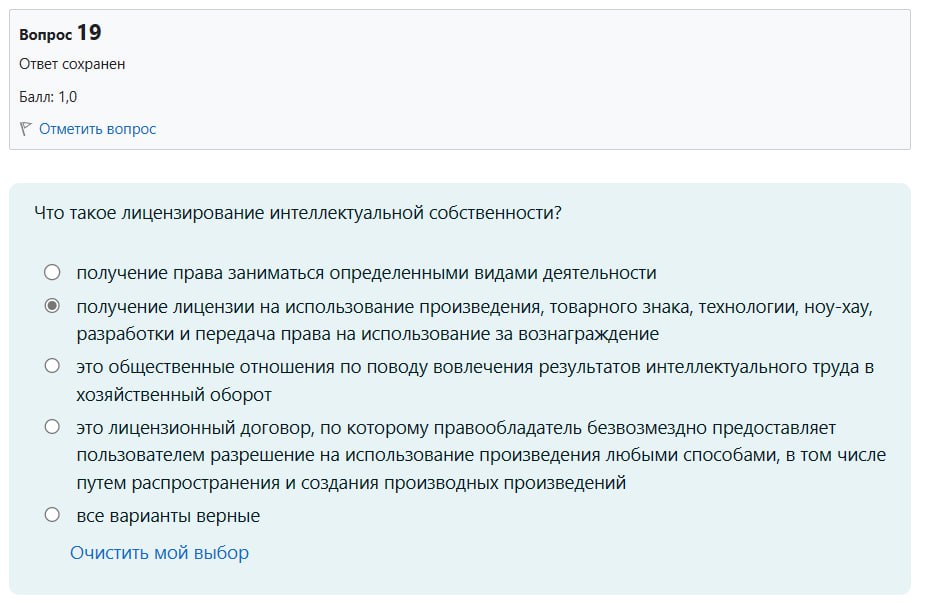 Вопрос 19
Ответ сохранен
Балл: 1,0
Отметить вопрос
Что такое лицензирование интеллектуальной собственности?
получение права заниматься определенными видами деятельности
получение лицензии на использование произведения, товарного знака, технологии, ноу-хау,
разработки и передача права на использование за вознаграждение
это общественные отношения по поводу вовлечения результатов интеллектуального труда в
хозяйственный оборот
это лицензионный договор, по которому правообладатель безвозмездно предоставляет
пользователем разрешение на использование произведения любыми способами, в том числе
путем распространения и создания производных произведений
все варианты верные
Очистить мой выбор